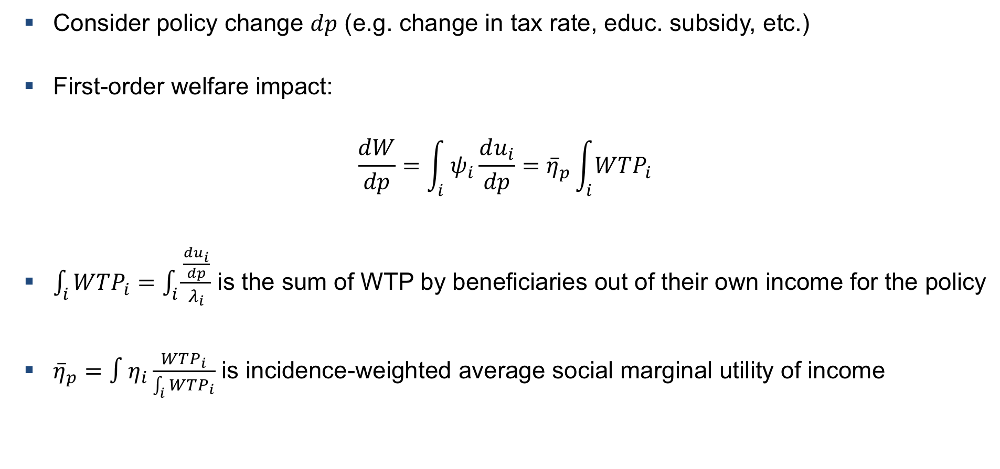 ▪ Consider policy change 𝑑𝑝 (e.g. change in tax rate, educ. subsidy, etc.)
▪ First-order welfare impact:
$\frac{dW}{dp} = \int_i \psi_i \frac{du_i}{dp} = \bar{\eta}_p \int_i WTP_i$
▪ $\int_i WTP_i = \int_i \frac{\frac{du_i}{dp}}{\lambda_i}$ is the sum of WTP by beneficiaries out of their own income for the policy
▪ $\bar{\eta}_p = \int \eta_i \frac{WTP_i}{\int_i WTP_i}$ is incidence-weighted average social marginal utility of income